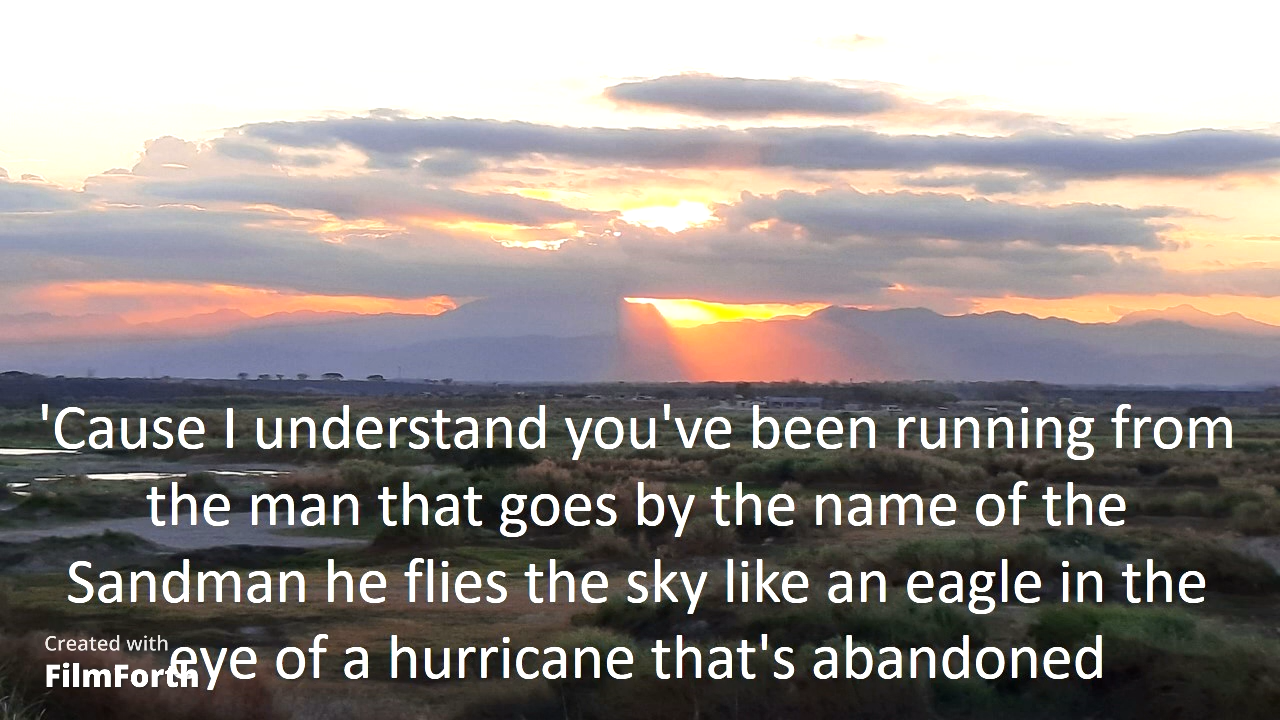 'Cause I understand you've been running from
the man that goes by the name of the
Sandman he flies the sky like an eagle in the
eye of a hurricane that's abandoned
Created with
FilmForth